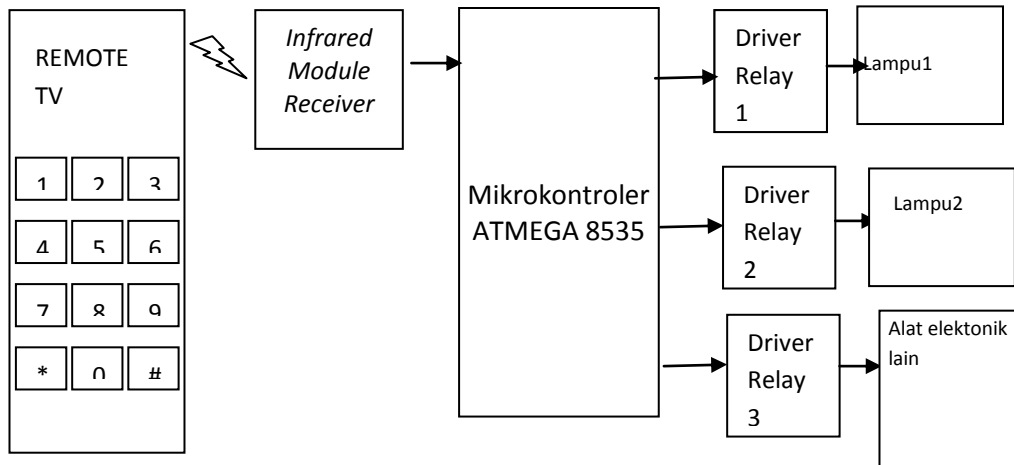 REMOTE
TV
1 2 3
4 5 6
7 8 9
* 0 #
Infrared
Module
Receiver
Mikrokontroler
ATMEGA 8535
Driver
Relay
1
Lampu1
Driver
Relay
2
Lampu2
Driver
Relay
3
Alat elektonik
lain